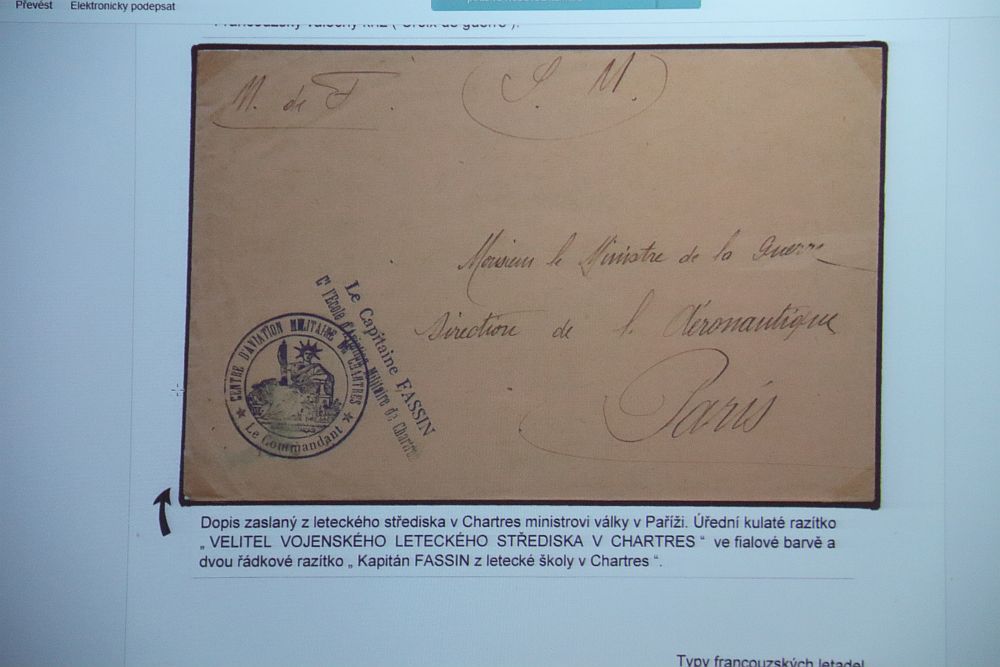 Převést Elektronicky podepsat
M. de F.
S. M.
Monsieur le Ministre de la Guerre
Direction de l'Aéronautique
Paris
Le Capitaine FASSIN
Ct l'Ecole d'Aviation Militaire de Chartres
CENTRE D'AVIATION MILITAIRE DE CHARTRES
Le Commandant
Dopis zaslaný z leteckého střediska v Chartres ministrovi války v Paříži. Úřední kulaté razítko
„ VELITEL VOJENSKÉHO LETECKÉHO STŘEDISKA V CHARTRES “ ve fialové barvě a
dvou řádkové razítko „ Kapitán FASSIN z letecké školy v Chartres “.
Typy francouzských letadel